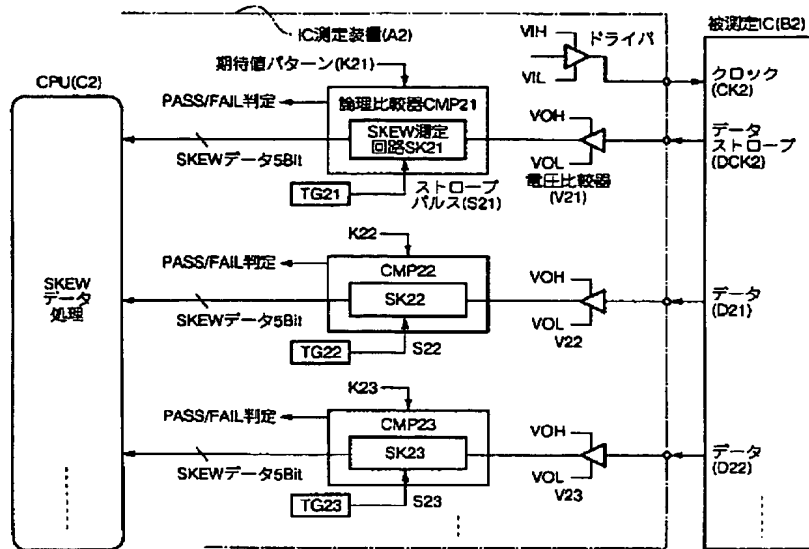 IC測定装置(A2)
被測定IC(B2)
CPU(C2)
期待値パターン(K21)
VIH
VIL
ドライバ
クロック
(CK2)
PASS/FAIL判定
論理比較器CMP21
SKEW測定
回路SK21
VOH
VOL
データ
ストローブ
(DCK2)
SKEWデータ5Bit
TG21
ストローブ
パルス(S21)
電圧比較器
(V21)
K22
PASS/FAIL判定
CMP22
SK22
VOH
VOL
V22
データ
(D21)
SKEW
データ
処理
SKEWデータ5Bit
TG22
S22
K23
PASS/FAIL判定
CMP23
SK23
VOH
VOL
V23
データ
(D22)
SKEWデータ5Bit
TG23
S23